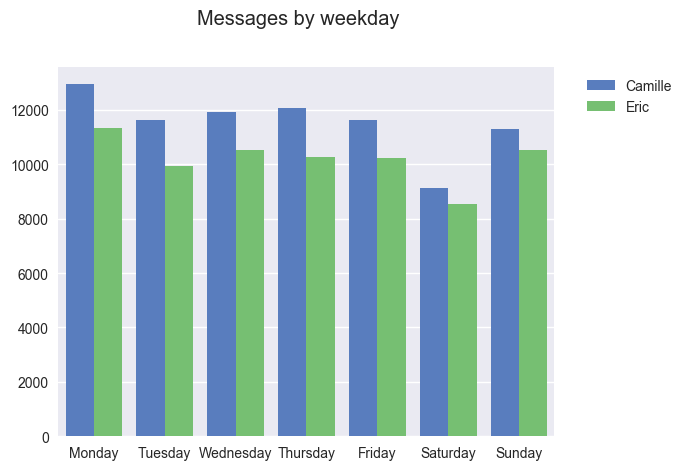 Messages by weekday
Camille
Eric
12000
10000
8000
6000
4000
2000
0
Monday Tuesday Wednesday Thursday Friday Saturday Sunday